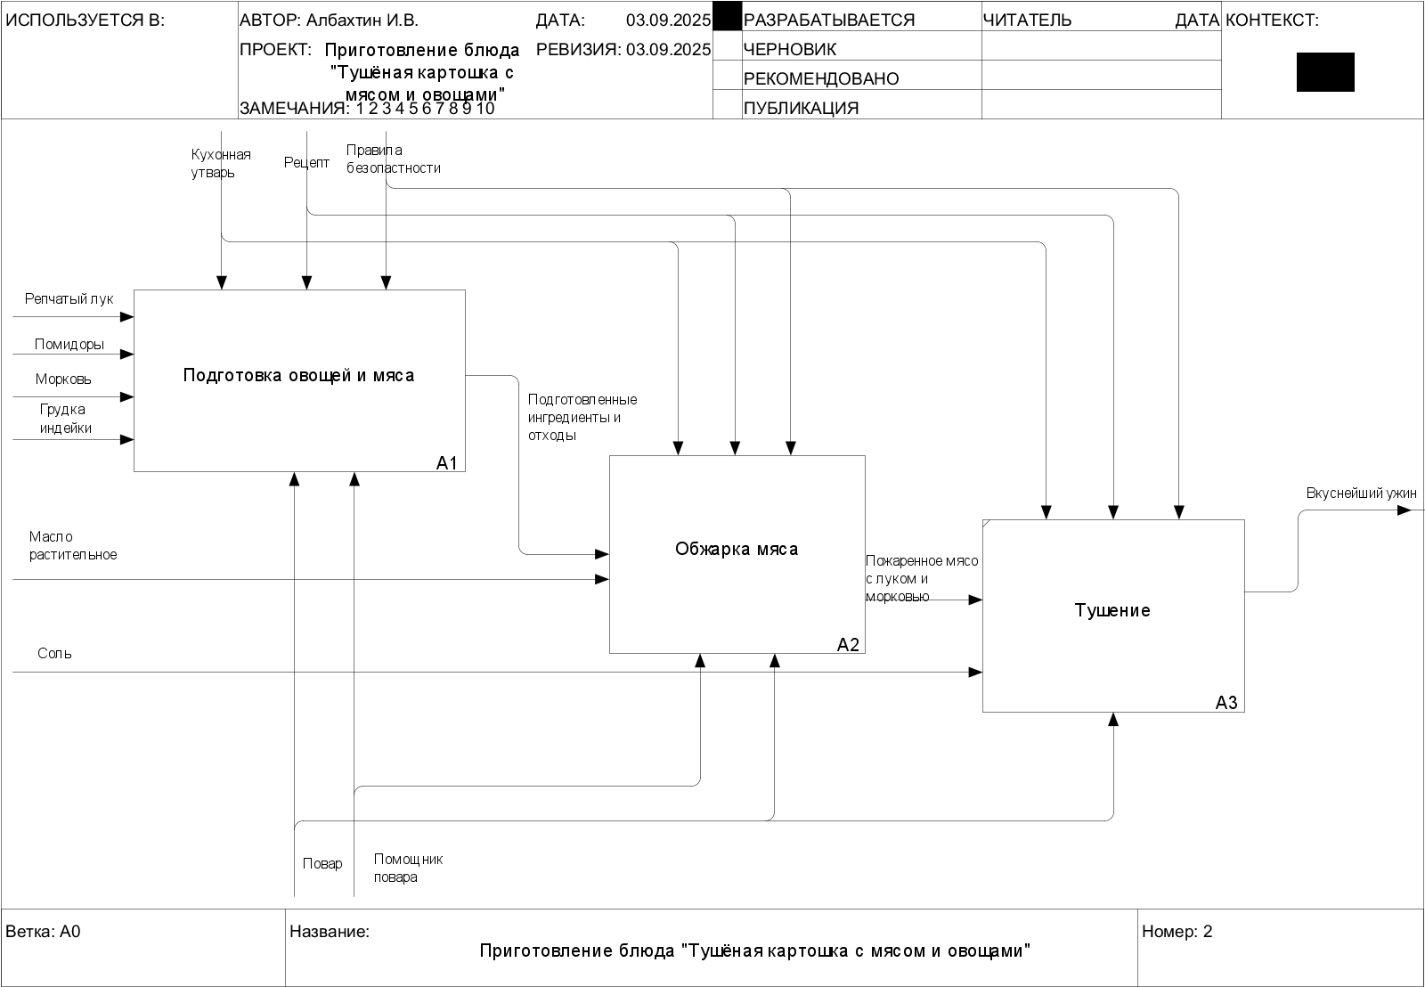 ИСПОЛЬЗУЕТСЯ В:
АВТОР: Албахтин И.В.
ДАТА: 03.09.2025
РАЗРАБАТЫВАЕТСЯ
ЧИТАТЕЛЬ
ДАТА
КОНТЕКСТ:
ПРОЕКТ: Приготовление блюда
"Тушёная картошка с
мясом и овощами"
РЕВИЗИЯ: 03.09.2025
ЧЕРНОВИК
РЕКОМЕНДОВАНО
ЗАМЕЧАНИЯ: 1 2 3 4 5 6 7 8 9 10
ПУБЛИКАЦИЯ
Кухонная
утварь
Рецепт
Правила
безопастности
Репчатый лук
Помидоры
Морковь
Грудка
индейки
Подготовка овощей и мяса
A1
Подготовленные
ингредиенты и
отходы
Масло
растительное
Обжарка мяса
A2
Пожаренное мясо
с луком и
морковью
Вкуснейший ужин
Тушение
A3
Соль
Повар
Помощник
повара
Ветка: A0
Название:
Приготовление блюда "Тушёная картошка с мясом и овощами"
Номер: 2